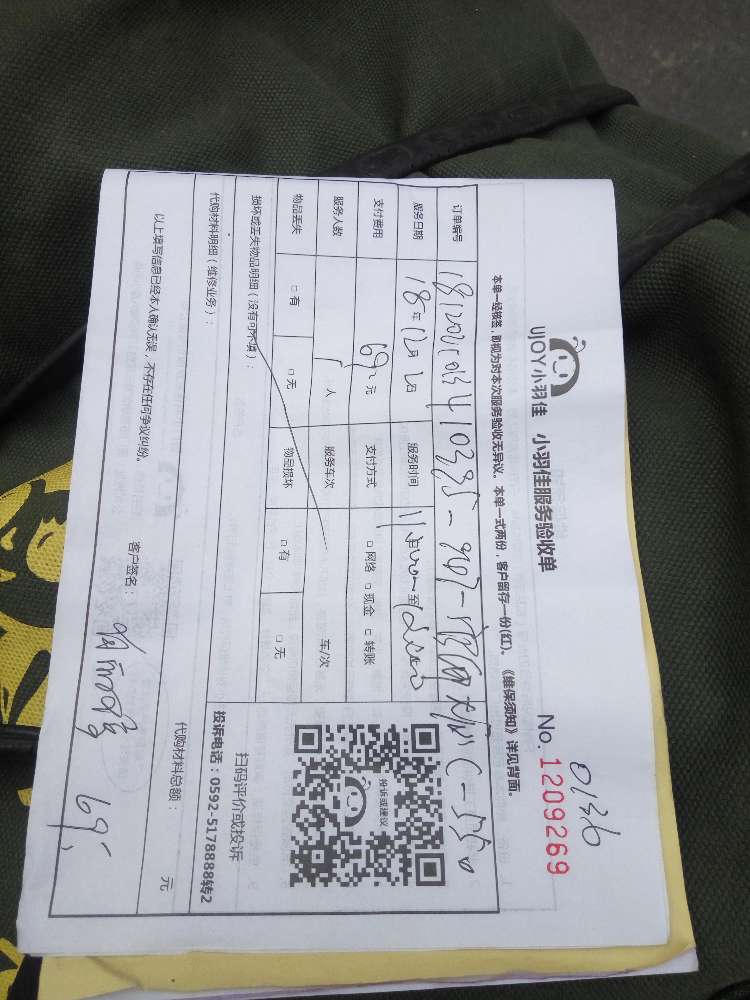 UJOY小羽佳 小羽佳服务验收单
0136
No. 1209269
本单一经核签，即视为对本次服务验收无异议。本单一式两份，客户留存一份(红)。《维保须知》详见背面。
订单编号
服务日期 18年12月2日 服务时间 至
支付费用 69 元 支付方式 □网络 □现金 □转账
服务人数 人 服务车次 车/次
物品丢失 □有 □无 物品损坏 □有 □无
损坏或丢失物品明细(没有可不填)：
投诉或建议
扫码评价或投诉
投诉电话：0592-5178888转2
代购材料明细(维修业务)：
代购材料总额： 元
以上填写信息已经本人确认无误，不存在任何争议纠纷。
客户签名：